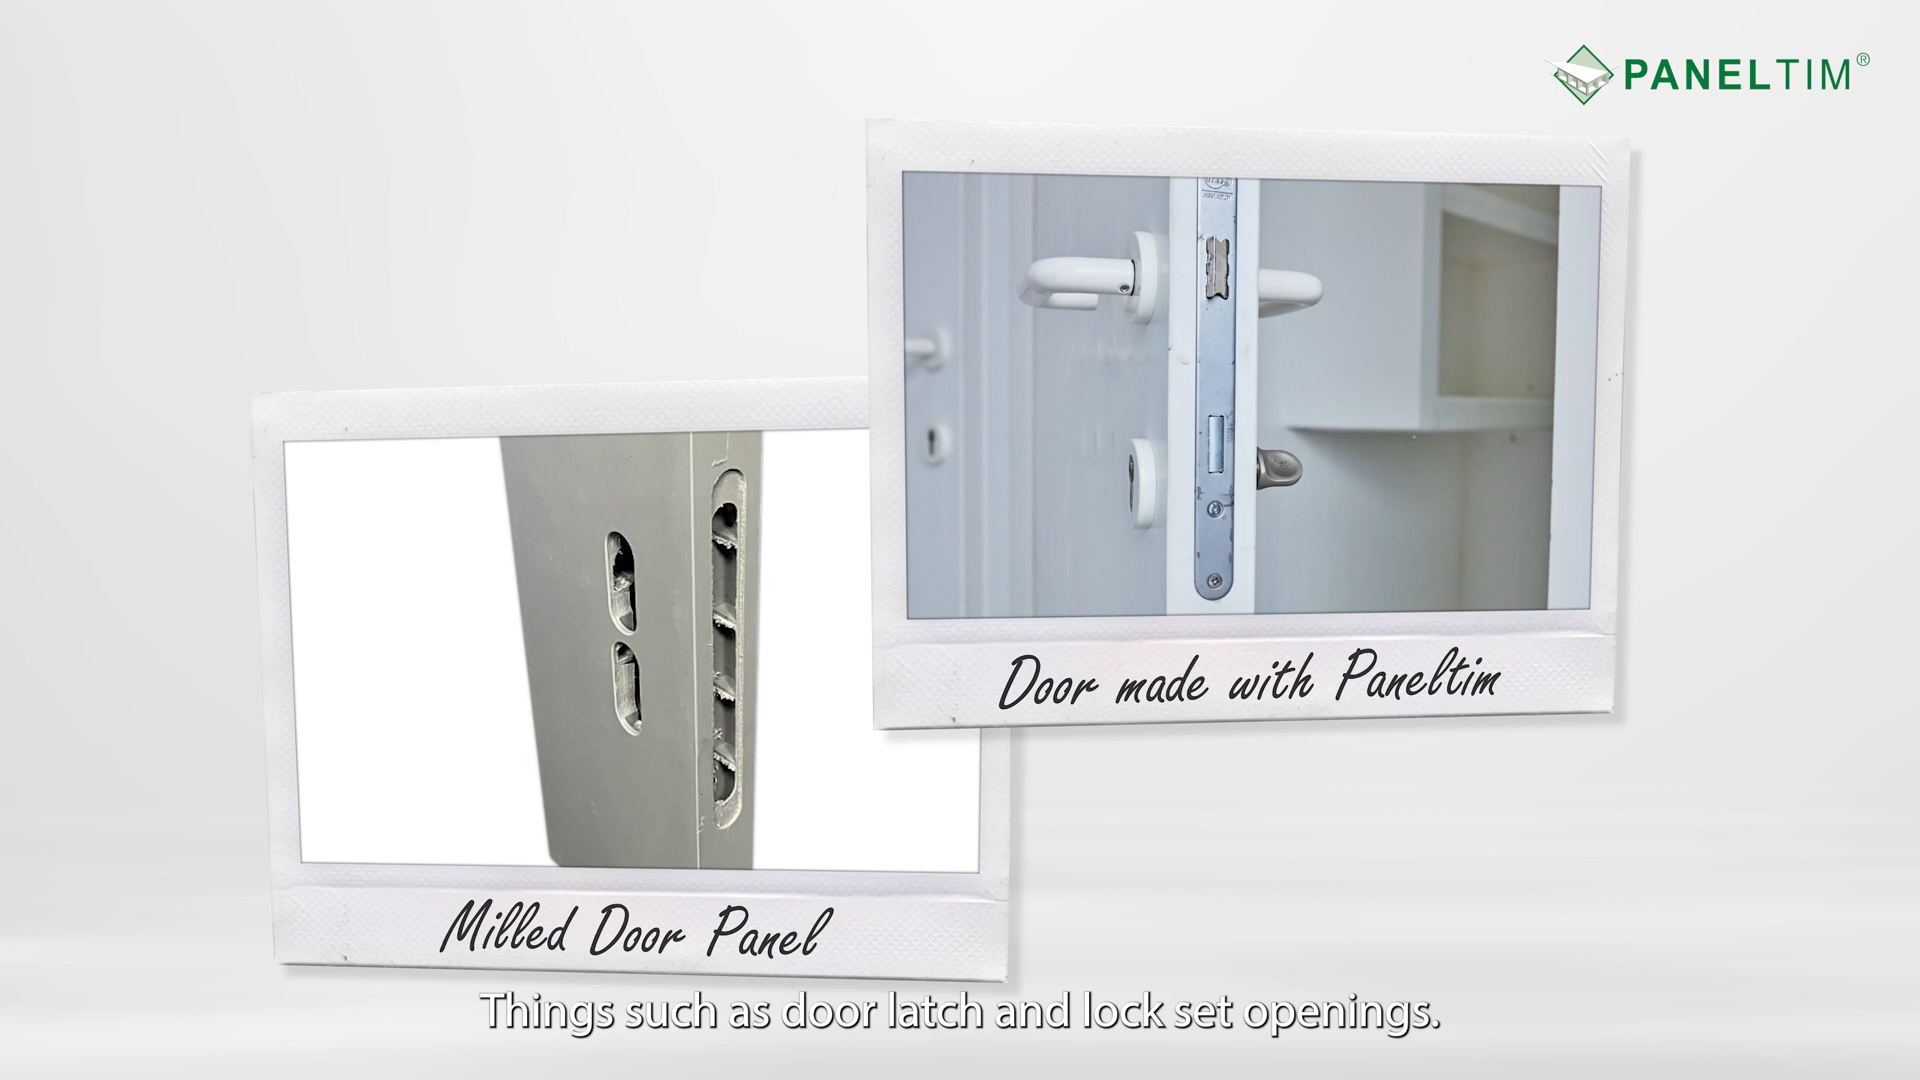 PANELTIM®
Door made with Paneltim
Milled Door Panel
Things such as door latch and lock set openings.